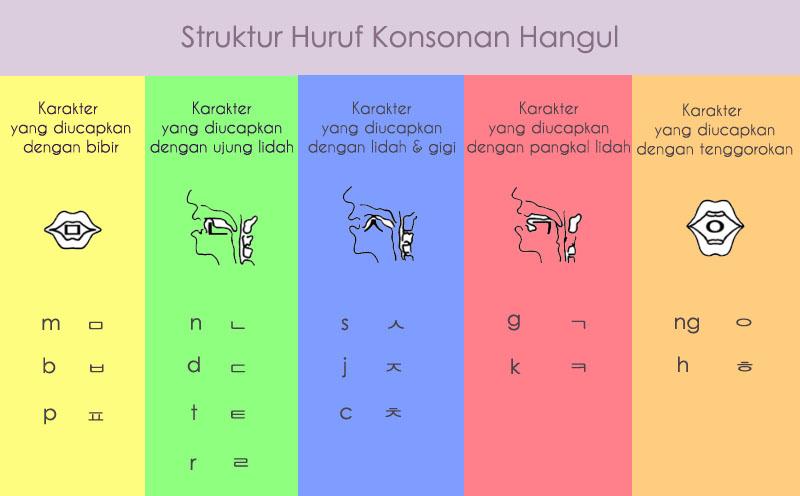 Struktur Huruf Konsonan Hangul
Karakter
yang diucapkan
dengan bibir
m ㅁ
b ㅂ
p ㅍ
Karakter
yang diucapkan
dengan ujung lidah
n ㄴ
d ㄷ
t ㅌ
r ㄹ
Karakter
yang diucapkan
dengan lidah & gigi
s ㅅ
j ㅈ
c ㅊ
Karakter
yang diucapkan
dengan pangkal lidah
g ㄱ
k ㅋ
Karakter
yang diucapkan
dengan tenggorokan
ng ㅇ
h ㅎ